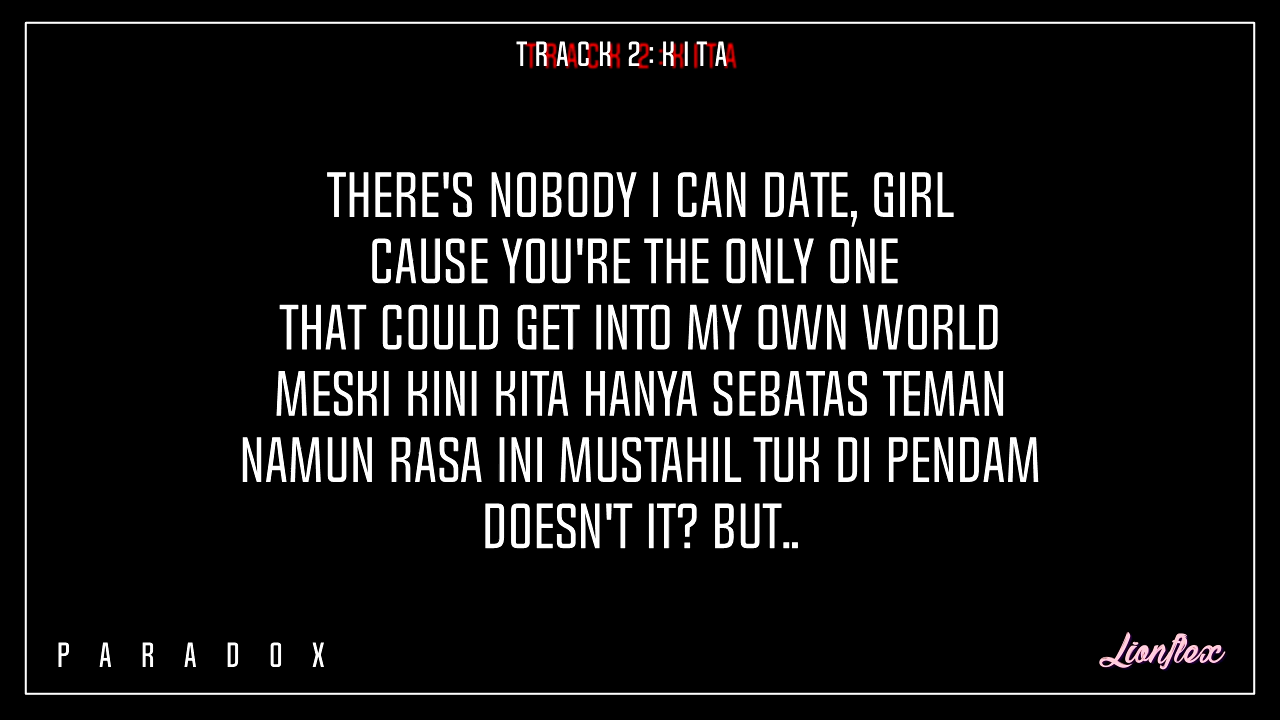 TRACK 2: KITA
THERE'S NOBODY I CAN DATE, GIRL
CAUSE YOU'RE THE ONLY ONE
THAT COULD GET INTO MY OWN WORLD
MESKI KINI KITA HANYA SEBATAS TEMAN
NAMUN RASA INI MUSTAHIL TUK DI PENDAM
DOESN'T IT? BUT..
PARADOX
Lionflex